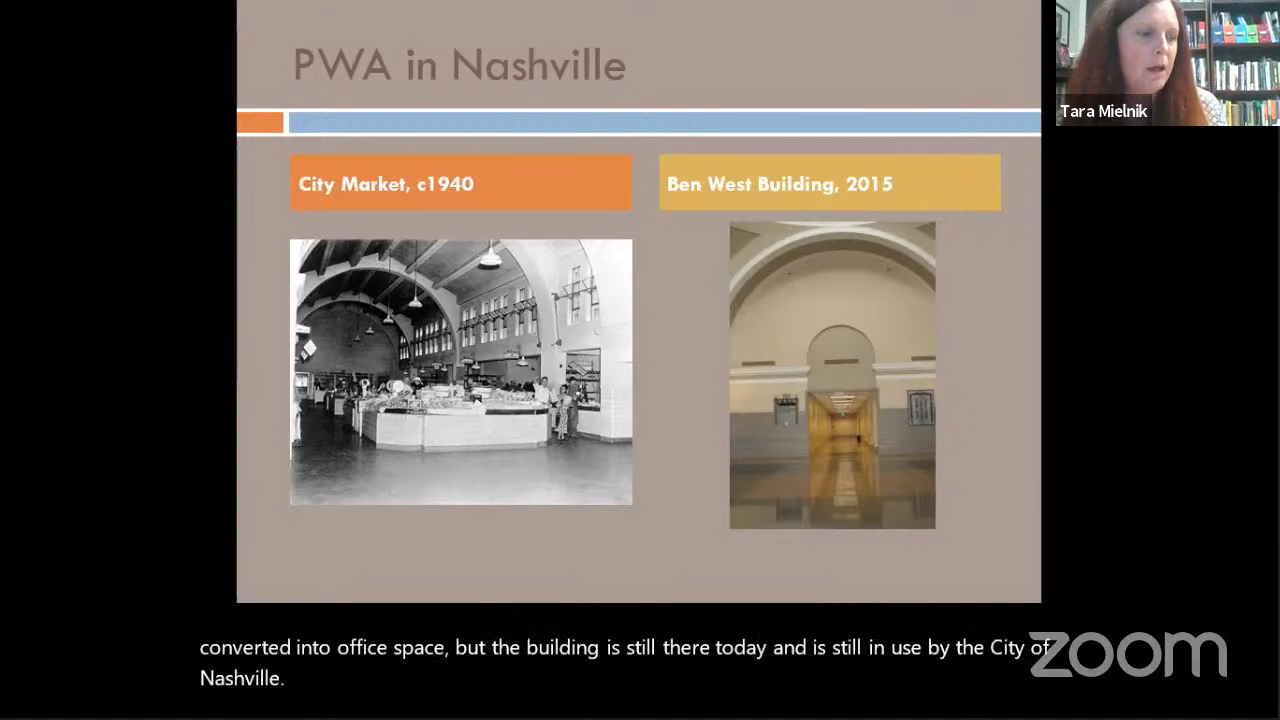 PWA in Nashville
Tara Mielnik
City Market, c1940
Ben West Building, 2015
converted into office space, but the building is still there today and is still in use by the City of
Nashville.
zoom